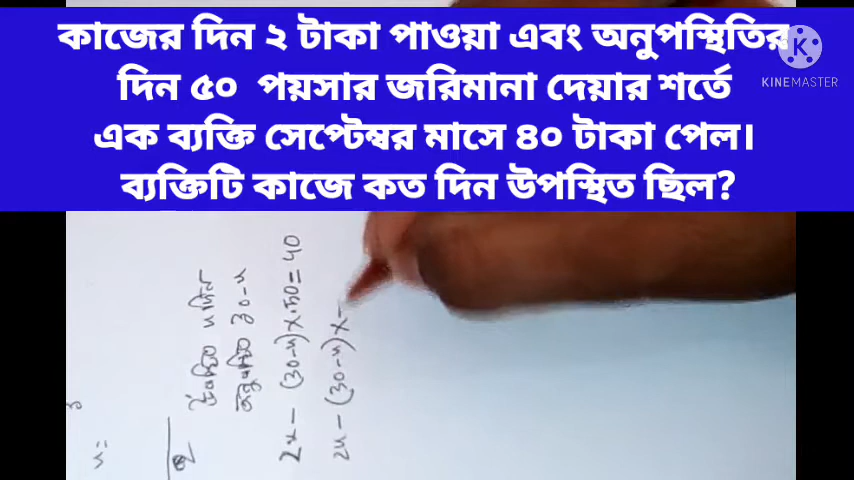 কাজের দিন ২ টাকা পাওয়া এবং অনুপস্থিতির
দিন ৫০ পয়সার জরিমানা দেয়ার শর্তে
এক ব্যক্তি সেপ্টেম্বর মাসে ৪০ টাকা পেল।
ব্যক্তিটি কাজে কত দিন উপস্থিত ছিল?
KINEMASTER
উপস্থিত x দিন
অনুপস্থিত 30-x
2x - (30-x)×.50 = 40
2x - (30-x)×
x=